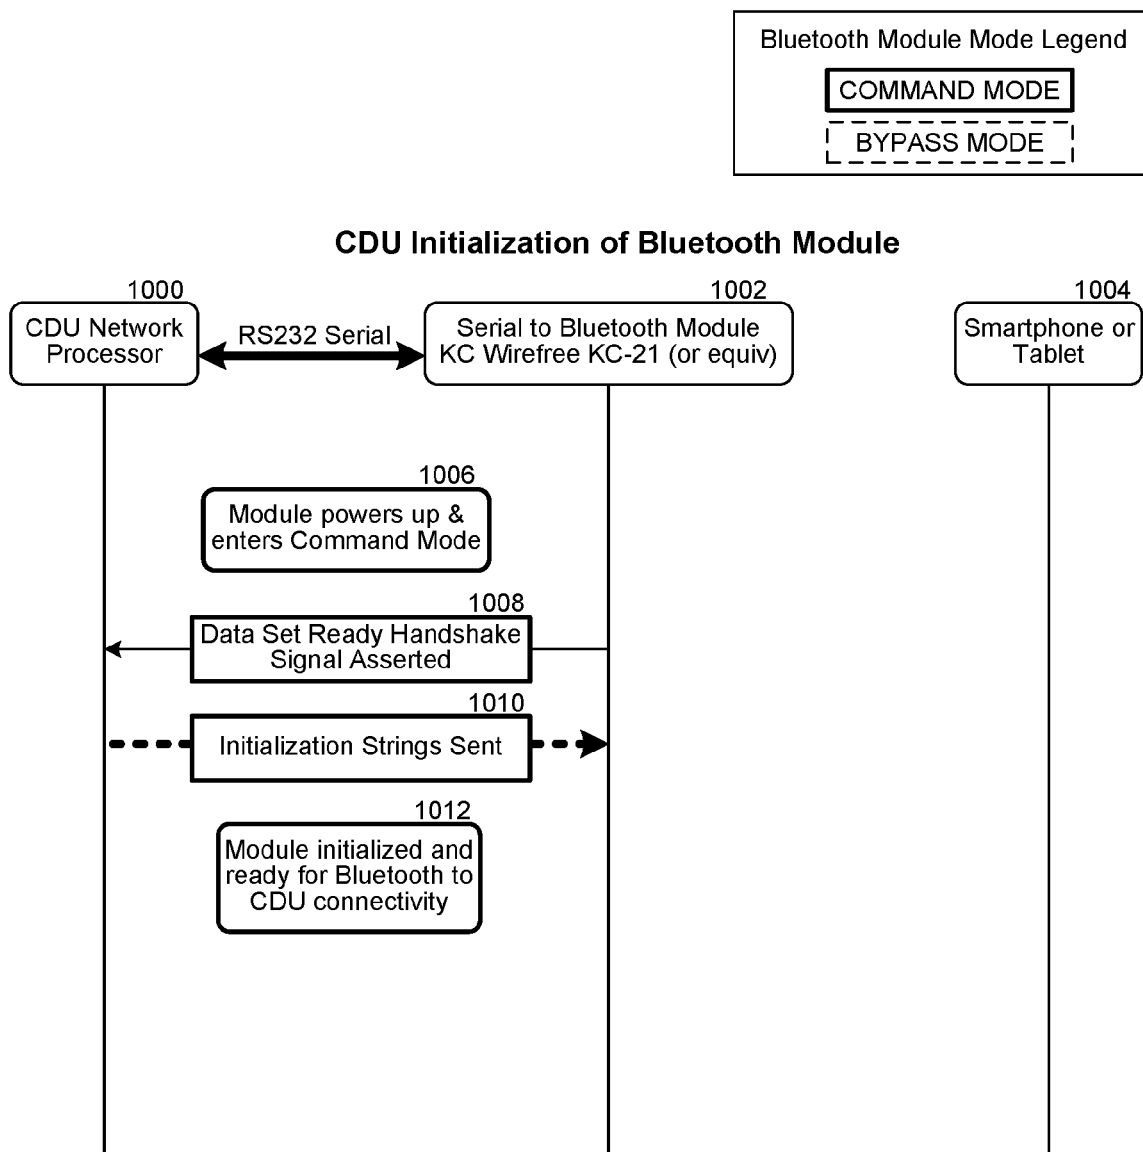 Bluetooth Module Mode Legend
COMMAND MODE
BYPASS MODE
CDU Initialization of Bluetooth Module
1000
CDU Network
Processor
RS232 Serial
1002
Serial to Bluetooth Module
KC Wirefree KC-21 (or equiv)
1004
Smartphone or
Tablet
1006
Module powers up &
enters Command Mode
1008
Data Set Ready Handshake
Signal Asserted
1010
Initialization Strings Sent
1012
Module initialized and
ready for Bluetooth to
CDU connectivity